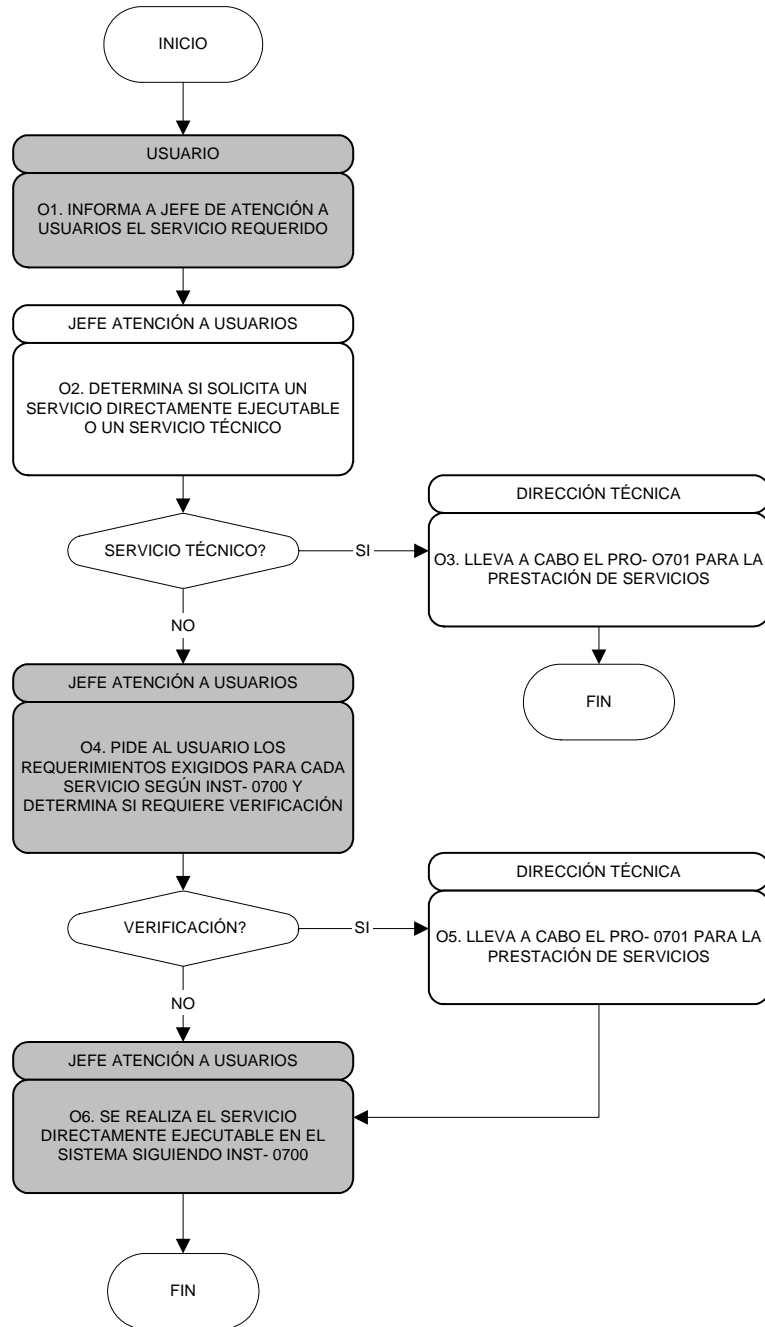 INICIO
USUARIO
O1. INFORMA A JEFE DE ATENCIÓN A
USUARIOS EL SERVICIO REQUERIDO
JEFE ATENCIÓN A USUARIOS
O2. DETERMINA SI SOLICITA UN
SERVICIO DIRECTAMENTE EJECUTABLE
O UN SERVICIO TÉCNICO
SERVICIO TÉCNICO?
SI
DIRECCIÓN TÉCNICA
O3. LLEVA A CABO EL PRO- O701 PARA LA
PRESTACIÓN DE SERVICIOS
FIN
NO
JEFE ATENCIÓN A USUARIOS
O4. PIDE AL USUARIO LOS
REQUERIMIENTOS EXIGIDOS PARA CADA
SERVICIO SEGÚN INST- 0700 Y
DETERMINA SI REQUIERE VERIFICACIÓN
VERIFICACIÓN?
SI
DIRECCIÓN TÉCNICA
O5. LLEVA A CABO EL PRO- 0701 PARA LA
PRESTACIÓN DE SERVICIOS
NO
JEFE ATENCIÓN A USUARIOS
O6. SE REALIZA EL SERVICIO
DIRECTAMENTE EJECUTABLE EN EL
SISTEMA SIGUIENDO INST- 0700
FIN